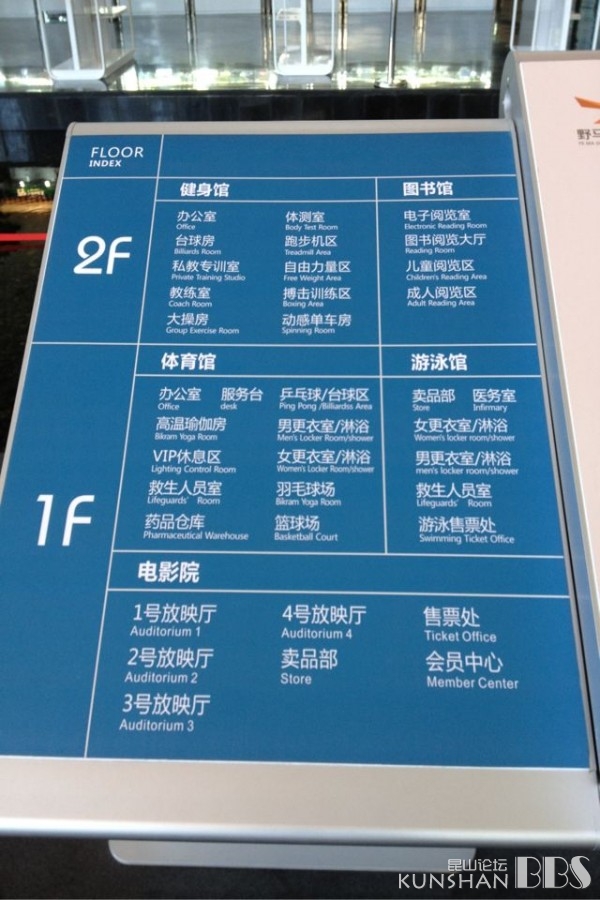 FLOOR
INDEX
2F
健身馆
办公室
Office
体测室
Body Test Room
台球房
Billiards Room
跑步机区
Treadmill Area
私教专训室
Private Training Studio
自由力量区
Free Weight Area
教练室
Coach Room
搏击训练区
Boxing Area
大操房
Group Exercise Room
动感单车房
Spinning Room
图书馆
电子阅览室
Electronic Reading Room
图书阅览大厅
Reading Room
儿童阅览区
Children's Reading Area
成人阅览区
Adult Reading Area
1F
体育馆
办公室 服务台 乒乓球/台球区
Office desk Ping Pong /Billiardss Area
高温瑜伽房
Bikram Yoga Room
男更衣室/淋浴
Men's Locker Room/shower
VIP休息区
Lighting Control Room
女更衣室/淋浴
Women's Locker Room/shower
救生人员室
Lifeguards' Room
羽毛球场
Bikram Yoga Room
药品仓库
Pharmaceutical Warehouse
篮球场
Basketball Court
游泳馆
卖品部 医务室
Store Infirmary
女更衣室/淋浴
Women's locker room/shower
男更衣室/淋浴
men's locker room/shower
救生人员室
Lifeguards' Room
游泳售票处
Swimming Ticket Office
电影院
1号放映厅
Auditorium 1
4号放映厅
Auditorium 4
售票处
Ticket Office
2号放映厅
Auditorium 2
卖品部
Store
会员中心
Member Center
3号放映厅
Auditorium 3
野马
昆山论坛
KUNSHAN BBS